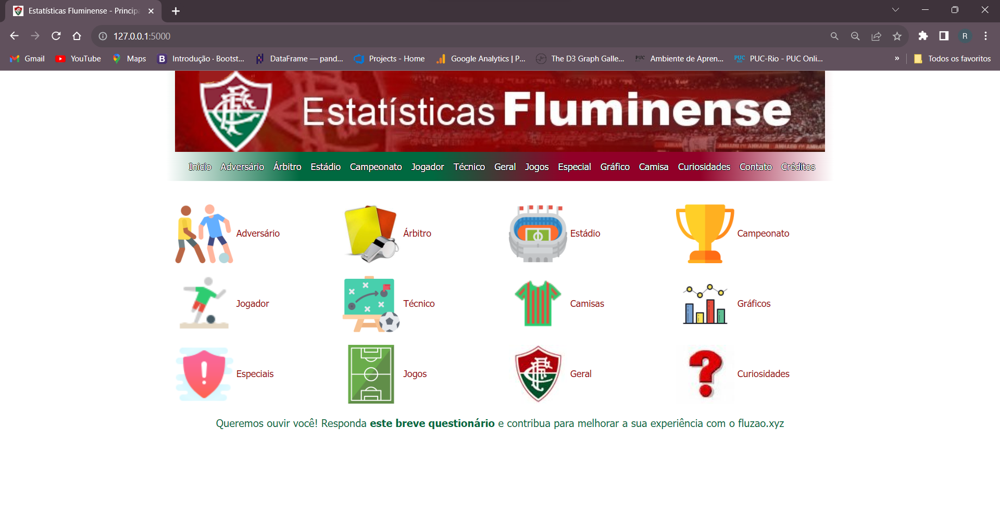 Estatísticas Fluminense - Principa
127.0.0.1:5000
R
Gmail
YouTube
Maps
Introdução · Bootst...
DataFrame — pand...
Projects - Home
Google Analytics | P...
The D3 Graph Galle...
Ambiente de Apren...
PUC-Rio - PUC Onli...
»
Todos os favoritos
Estatísticas Fluminense
Inicio Adversário Árbitro Estádio Campeonato Jogador Técnico Geral Jogos Especial Gráfico Camisa Curiosidades Contato Créditos
Adversário
Árbitro
Estádio
Campeonato
Jogador
Técnico
Camisas
Gráficos
Especiais
Jogos
Geral
Curiosidades
Queremos ouvir você! Responda este breve questionário e contribua para melhorar a sua experiência com o fluzao.xyz